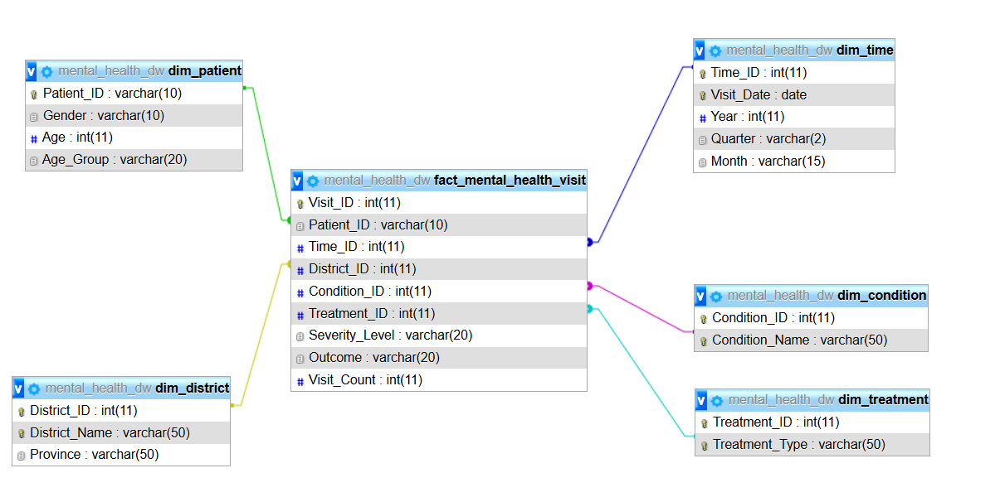 v mental_health_dw dim_patient
Patient_ID : varchar(10)
Gender : varchar(10)
# Age : int(11)
Age_Group : varchar(20)
v mental_health_dw dim_time
Time_ID : int(11)
Visit_Date : date
# Year : int(11)
Quarter : varchar(2)
Month : varchar(15)
v mental_health_dw fact_mental_health_visit
Visit_ID : int(11)
Patient_ID : varchar(10)
# Time_ID : int(11)
# District_ID : int(11)
# Condition_ID : int(11)
# Treatment_ID : int(11)
Severity_Level : varchar(20)
Outcome : varchar(20)
# Visit_Count : int(11)
v mental_health_dw dim_condition
Condition_ID : int(11)
Condition_Name : varchar(50)
v mental_health_dw dim_district
District_ID : int(11)
District_Name : varchar(50)
Province : varchar(50)
v mental_health_dw dim_treatment
Treatment_ID : int(11)
Treatment_Type : varchar(50)